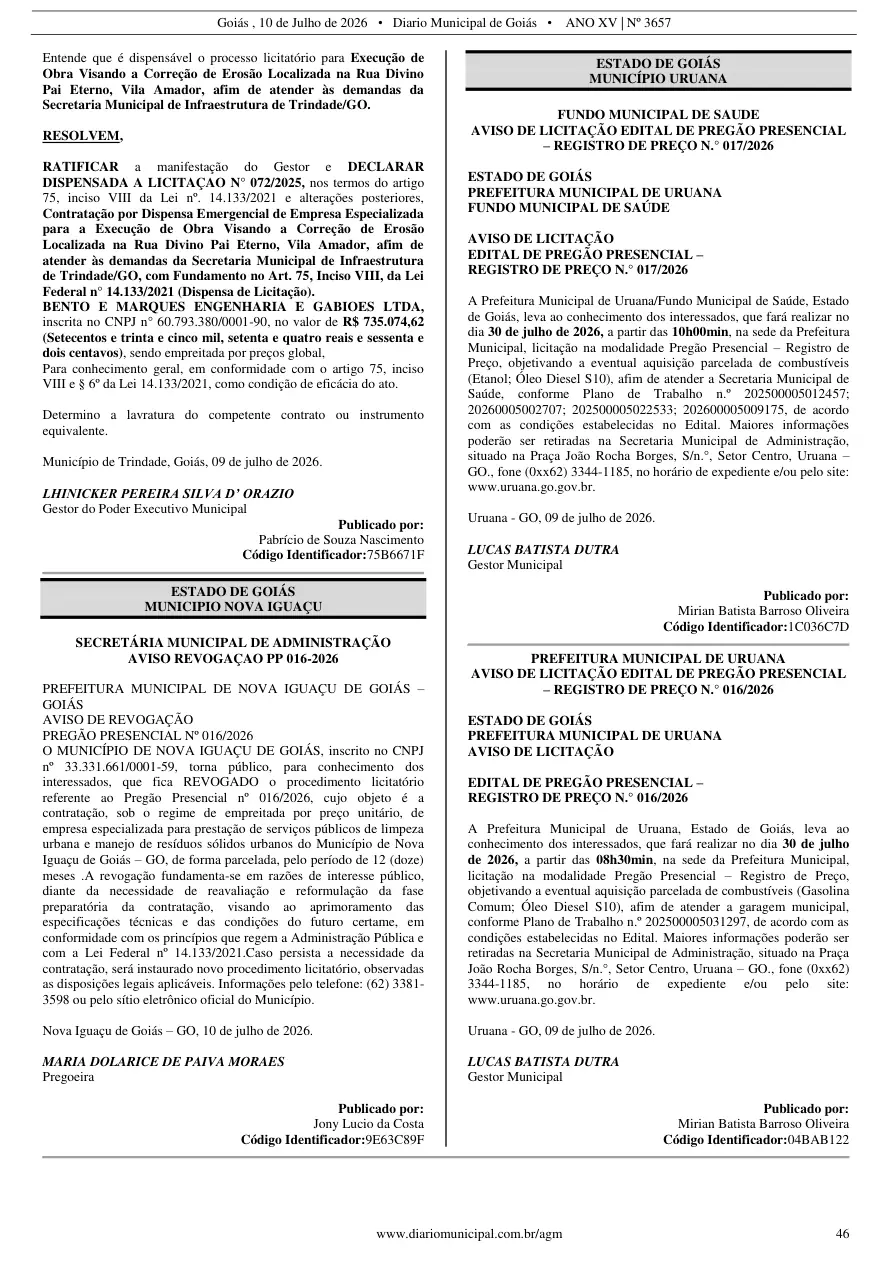 Goiás , 10 de Julho de 2026 • Diario Municipal de Goiás • ANO XV | Nº 3657
Entende que é dispensável o processo licitatório para Execução de
Obra Visando a Correção de Erosão Localizada na Rua Divino
Pai Eterno, Vila Amador, afim de atender às demandas da
Secretaria Municipal de Infraestrutura de Trindade/GO.
RESOLVEM,
RATIFICAR a manifestação do Gestor e DECLARAR
DISPENSADA A LICITAÇAO N° 072/2025, nos termos do artigo
75, inciso VIII da Lei nº. 14.133/2021 e alterações posteriores,
Contratação por Dispensa Emergencial de Empresa Especializada
para a Execução de Obra Visando a Correção de Erosão
Localizada na Rua Divino Pai Eterno, Vila Amador, afim de
atender às demandas da Secretaria Municipal de Infraestrutura
de Trindade/GO, com Fundamento no Art. 75, Inciso VIII, da Lei
Federal n° 14.133/2021 (Dispensa de Licitação).
BENTO E MARQUES ENGENHARIA E GABIOES LTDA,
inscrita no CNPJ n° 60.793.380/0001-90, no valor de R$ 735.074,62
(Setecentos e trinta e cinco mil, setenta e quatro reais e sessenta e
dois centavos), sendo empreitada por preços global,
Para conhecimento geral, em conformidade com o artigo 75, inciso
VIII e § 6º da Lei 14.133/2021, como condição de eficácia do ato.
Determino a lavratura do competente contrato ou instrumento
equivalente.
Município de Trindade, Goiás, 09 de julho de 2026.
LHINICKER PEREIRA SILVA D’ ORAZIO
Gestor do Poder Executivo Municipal
Publicado por:
Pabrício de Souza Nascimento
Código Identificador:75B6671F
ESTADO DE GOIÁS
MUNICIPIO NOVA IGUAÇU
SECRETÁRIA MUNICIPAL DE ADMINISTRAÇÃO
AVISO REVOGAÇAO PP 016-2026
PREFEITURA MUNICIPAL DE NOVA IGUAÇU DE GOIÁS –
GOIÁS
AVISO DE REVOGAÇÃO
PREGÃO PRESENCIAL Nº 016/2026
O MUNICÍPIO DE NOVA IGUAÇU DE GOIÁS, inscrito no CNPJ
nº 33.331.661/0001-59, torna público, para conhecimento dos
interessados, que fica REVOGADO o procedimento licitatório
referente ao Pregão Presencial nº 016/2026, cujo objeto é a
contratação, sob o regime de empreitada por preço unitário, de
empresa especializada para prestação de serviços públicos de limpeza
urbana e manejo de resíduos sólidos urbanos do Município de Nova
Iguaçu de Goiás – GO, de forma parcelada, pelo período de 12 (doze)
meses .A revogação fundamenta-se em razões de interesse público,
diante da necessidade de reavaliação e reformulação da fase
preparatória da contratação, visando ao aprimoramento das
especificações técnicas e das condições do futuro certame, em
conformidade com os princípios que regem a Administração Pública e
com a Lei Federal nº 14.133/2021.Caso persista a necessidade da
contratação, será instaurado novo procedimento licitatório, observadas
as disposições legais aplicáveis. Informações pelo telefone: (62) 3381-
3598 ou pelo sítio eletrônico oficial do Município.
Nova Iguaçu de Goiás – GO, 10 de julho de 2026.
MARIA DOLARICE DE PAIVA MORAES
Pregoeira
Publicado por:
Jony Lucio da Costa
Código Identificador:9E63C89F
ESTADO DE GOIÁS
MUNICÍPIO URUANA
FUNDO MUNICIPAL DE SAUDE
AVISO DE LICITAÇÃO EDITAL DE PREGÃO PRESENCIAL
– REGISTRO DE PREÇO N.° 017/2026
ESTADO DE GOIÁS
PREFEITURA MUNICIPAL DE URUANA
FUNDO MUNICIPAL DE SAÚDE
AVISO DE LICITAÇÃO
EDITAL DE PREGÃO PRESENCIAL –
REGISTRO DE PREÇO N.° 017/2026
A Prefeitura Municipal de Uruana/Fundo Municipal de Saúde, Estado
de Goiás, leva ao conhecimento dos interessados, que fará realizar no
dia 30 de julho de 2026, a partir das 10h00min, na sede da Prefeitura
Municipal, licitação na modalidade Pregão Presencial – Registro de
Preço, objetivando a eventual aquisição parcelada de combustíveis
(Etanol; Óleo Diesel S10), afim de atender a Secretaria Municipal de
Saúde, conforme Plano de Trabalho n.º 202500005012457;
20260005002707; 202500005022533; 202600005009175, de acordo
com as condições estabelecidas no Edital. Maiores informações
poderão ser retiradas na Secretaria Municipal de Administração,
situado na Praça João Rocha Borges, S/n.°, Setor Centro, Uruana –
GO., fone (0xx62) 3344-1185, no horário de expediente e/ou pelo site:
www.uruana.go.gov.br.
Uruana - GO, 09 de julho de 2026.
LUCAS BATISTA DUTRA
Gestor Municipal
Publicado por:
Mirian Batista Barroso Oliveira
Código Identificador:1C036C7D
PREFEITURA MUNICIPAL DE URUANA
AVISO DE LICITAÇÃO EDITAL DE PREGÃO PRESENCIAL
– REGISTRO DE PREÇO N.° 016/2026
ESTADO DE GOIÁS
PREFEITURA MUNICIPAL DE URUANA
AVISO DE LICITAÇÃO
EDITAL DE PREGÃO PRESENCIAL –
REGISTRO DE PREÇO N.° 016/2026
A Prefeitura Municipal de Uruana, Estado de Goiás, leva ao
conhecimento dos interessados, que fará realizar no dia 30 de julho
de 2026, a partir das 08h30min, na sede da Prefeitura Municipal,
licitação na modalidade Pregão Presencial – Registro de Preço,
objetivando a eventual aquisição parcelada de combustíveis (Gasolina
Comum; Óleo Diesel S10), afim de atender a garagem municipal,
conforme Plano de Trabalho n.º 202500005031297, de acordo com as
condições estabelecidas no Edital. Maiores informações poderão ser
retiradas na Secretaria Municipal de Administração, situado na Praça
João Rocha Borges, S/n.°, Setor Centro, Uruana – GO., fone (0xx62)
3344-1185, no horário de expediente e/ou pelo site:
www.uruana.go.gov.br.
Uruana - GO, 09 de julho de 2026.
LUCAS BATISTA DUTRA
Gestor Municipal
Publicado por:
Mirian Batista Barroso Oliveira
Código Identificador:04BAB122
www.diariomunicipal.com.br/agm 46